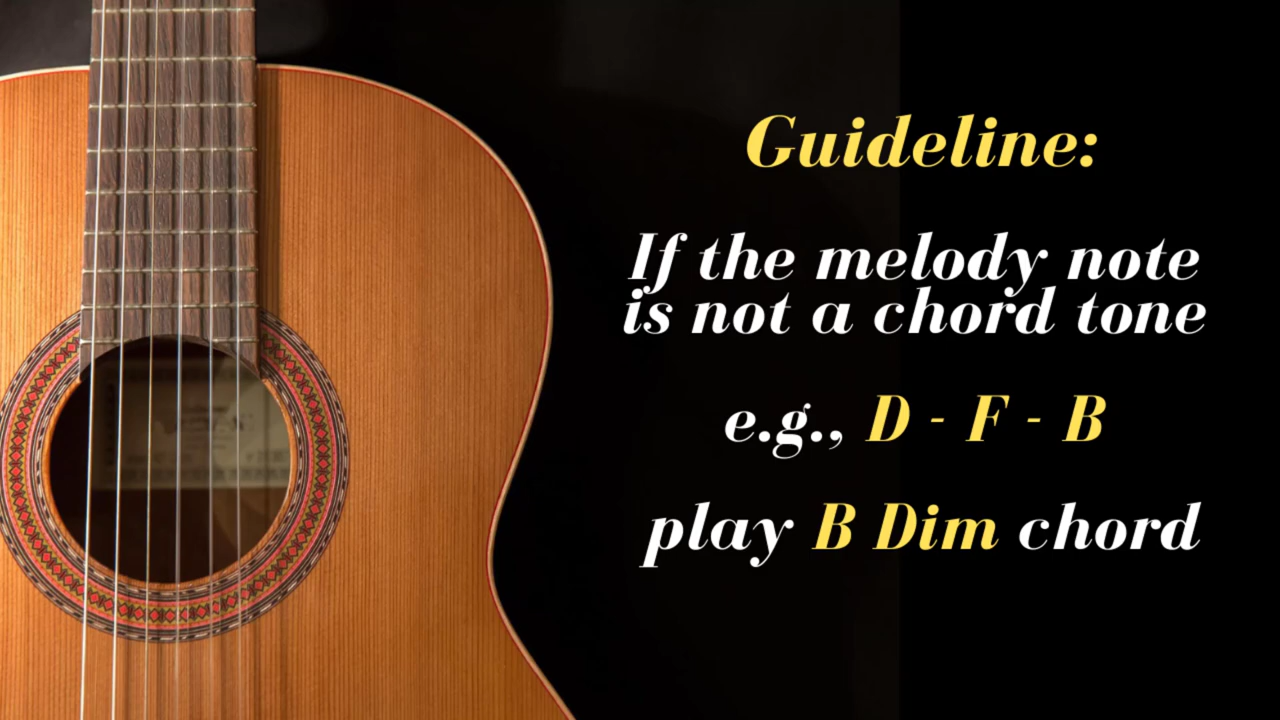 Guideline:
If the melody note
is not a chord tone
e.g., D - F - B
play B Dim chord